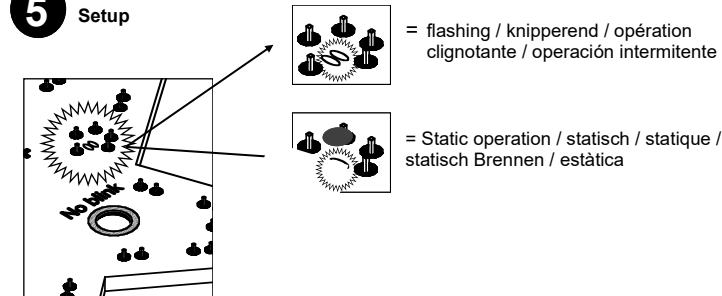 5 Setup
= flashing / knipperend / opération
clignotante / operación intermitente
= Static operation / statisch / statique /
statisch Brennen / estàtica
No blink